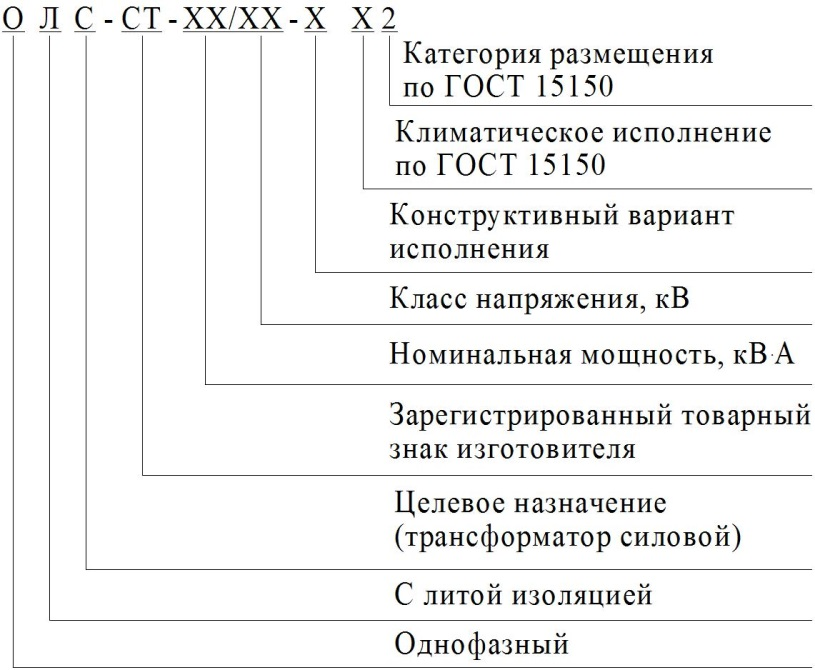 О Л С - СТ - ХХ/ХХ - Х Х 2
Категория размещения
по ГОСТ 15150
Климатическое исполнение
по ГОСТ 15150
Конструктивный вариант
исполнения
Класс напряжения, кВ
Номинальная мощность, кВ·А
Зарегистрированный товарный
знак изготовителя
Целевое назначение
(трансформатор силовой)
С литой изоляцией
Однофазный